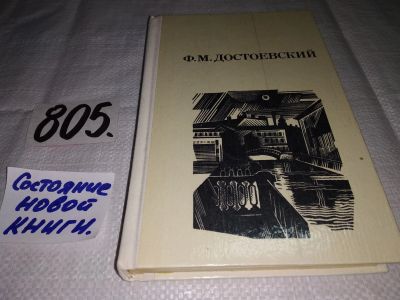 Ф.М.ДОСТОЕВСКИЙ
805.
Состояние
новой
книги.